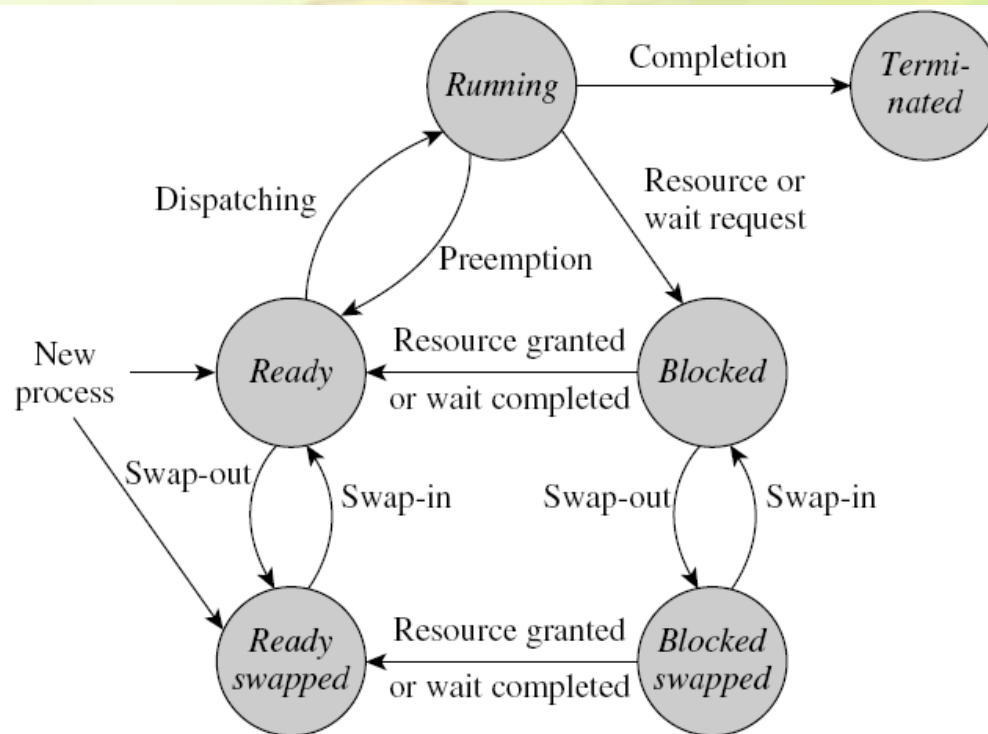 Running
Completion
Termi-
nated
Dispatching
Resource or
wait request
Preemption
New
process
Ready
Resource granted
or wait completed
Blocked
Swap-out
Swap-in
Swap-out
Swap-in
Ready
swapped
Resource granted
or wait completed
Blocked
swapped